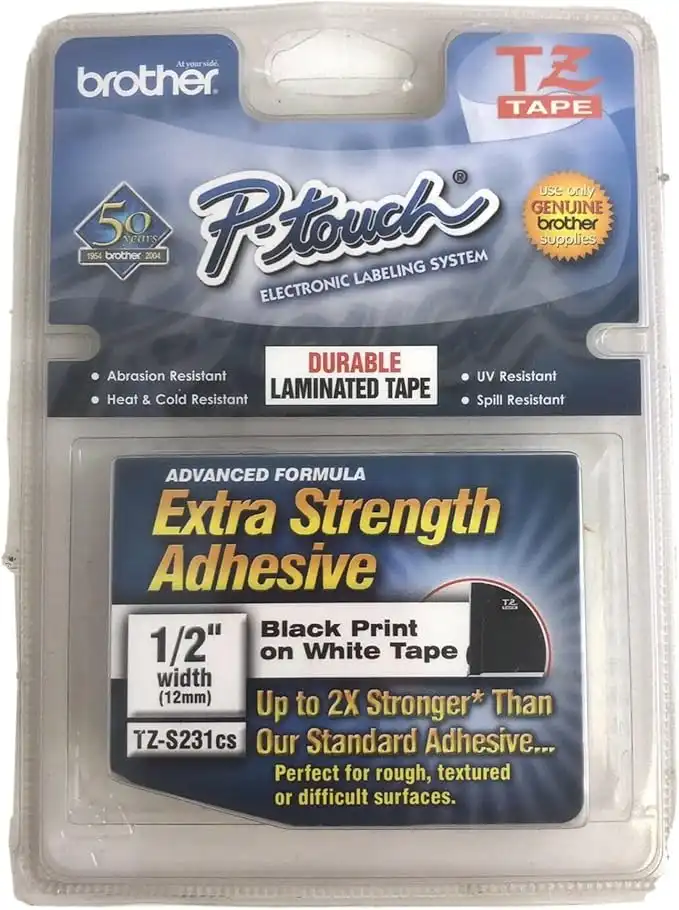 At your side.
brother®
TZ
TAPE
P-touch®
ELECTRONIC LABELING SYSTEM
50
years
1954 brother 2004
use only
GENUINE
brother
supplies
DURABLE
LAMINATED TAPE
• Abrasion Resistant
• Heat & Cold Resistant
• UV Resistant
• Spill Resistant
ADVANCED FORMULA
Extra Strength
Adhesive
1/2"
width
(12mm)
TZ-S231cs
Black Print
on White Tape
TZ
Up to 2X Stronger* Than
Our Standard Adhesive...
Perfect for rough, textured
or difficult surfaces.